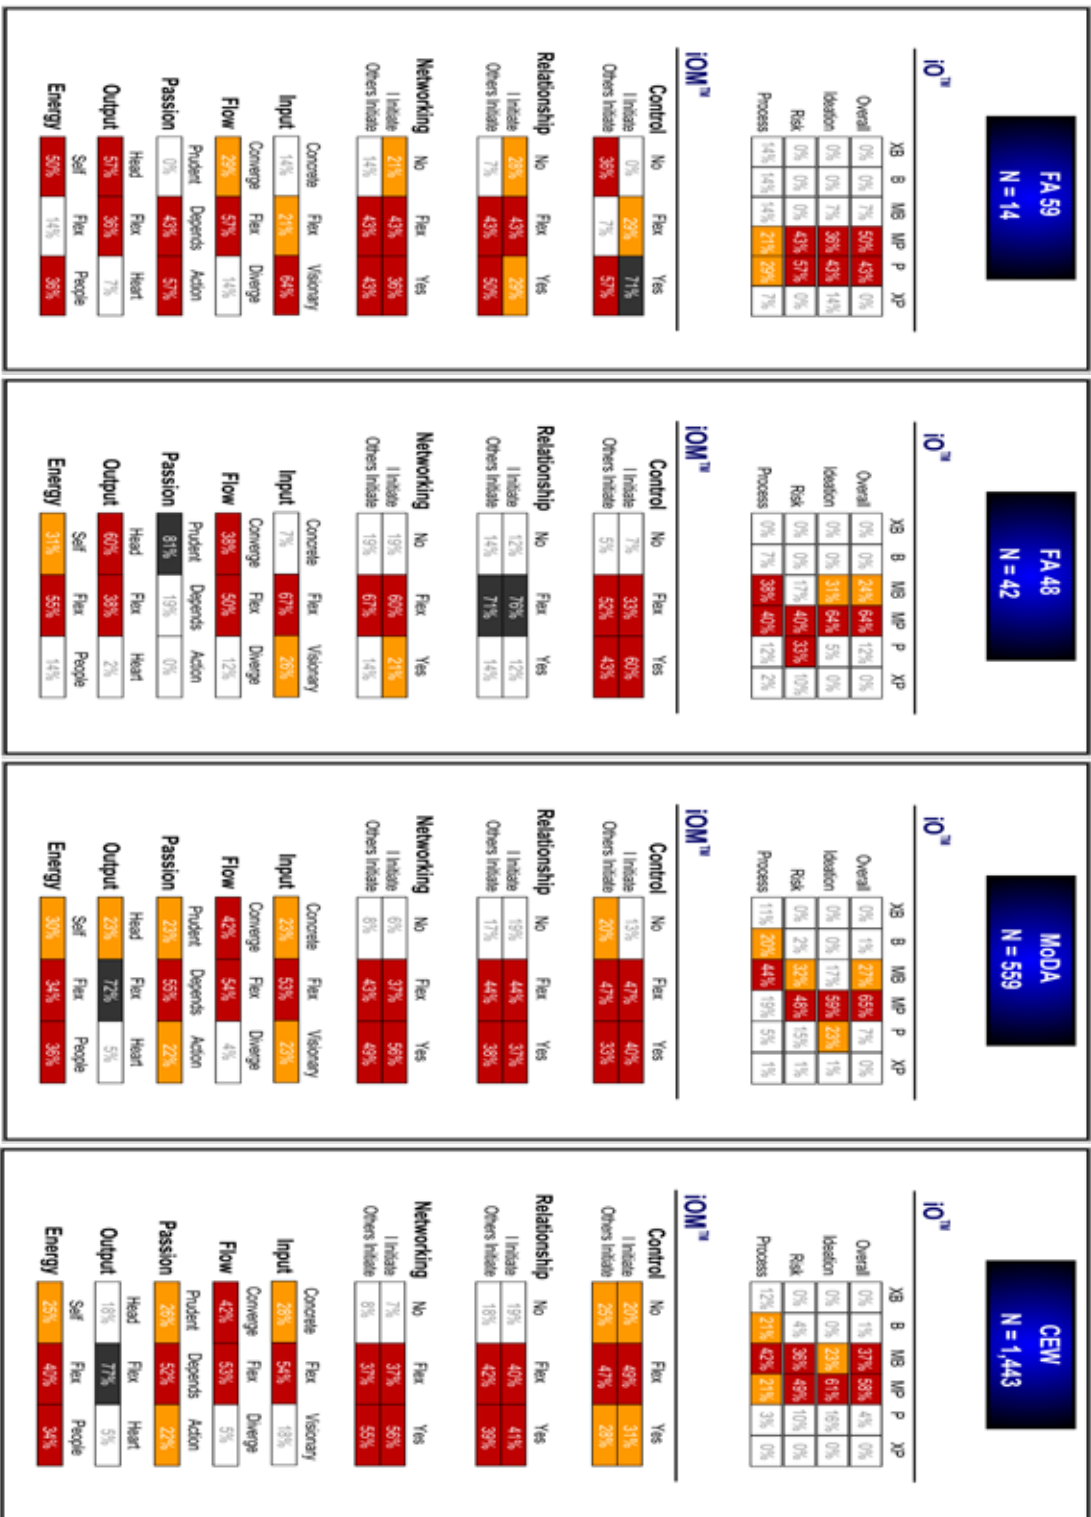 FA 59
N = 14
iO™
XB B MB MP P XP
Overall 0% 0% 7% 50% 43% 0%
Ideation 0% 0% 7% 36% 43% 14%
Risk 0% 0% 0% 43% 57% 0%
Process 14% 14% 14% 21% 29% 7%
iOM™
Control No Flex Yes
I Initiate 0% 29% 71%
Others Initiate 36% 7% 57%
Relationship No Flex Yes
I Initiate 28% 43% 29%
Others Initiate 7% 43% 50%
Networking No Flex Yes
I Initiate 21% 43% 36%
Others Initiate 14% 43% 43%
Concrete Flex Visionary
Input 14% 21% 64%
Converge Flex Diverge
Flow 29% 57% 14%
Prudent Depends Action
Passion 0% 43% 57%
Head Flex Heart
Output 57% 36% 7%
Self Flex People
Energy 50% 14% 36%
FA 48
N = 42
iO™
XB B MB MP P XP
Overall 0% 0% 24% 64% 12% 0%
Ideation 0% 0% 31% 64% 5% 0%
Risk 0% 0% 17% 40% 33% 10%
Process 0% 7% 38% 40% 12% 2%
iOM™
Control No Flex Yes
I Initiate 7% 33% 60%
Others Initiate 5% 52% 43%
Relationship No Flex Yes
I Initiate 12% 76% 12%
Others Initiate 14% 71% 14%
Networking No Flex Yes
I Initiate 19% 60% 21%
Others Initiate 19% 67% 14%
Concrete Flex Visionary
Input 7% 67% 26%
Converge Flex Diverge
Flow 38% 50% 12%
Prudent Depends Action
Passion 81% 19% 0%
Head Flex Heart
Output 60% 38% 2%
Self Flex People
Energy 31% 55% 14%
MoDA
N = 559
iO™
XB B MB MP P XP
Overall 0% 1% 27% 65% 7% 0%
Ideation 0% 0% 17% 59% 23% 1%
Risk 0% 2% 32% 48% 15% 1%
Process 11% 20% 44% 19% 5% 1%
iOM™
Control No Flex Yes
I Initiate 13% 47% 40%
Others Initiate 20% 47% 33%
Relationship No Flex Yes
I Initiate 19% 44% 37%
Others Initiate 17% 44% 38%
Networking No Flex Yes
I Initiate 6% 37% 56%
Others Initiate 8% 43% 49%
Concrete Flex Visionary
Input 23% 53% 23%
Converge Flex Diverge
Flow 42% 54% 4%
Prudent Depends Action
Passion 23% 55% 22%
Head Flex Heart
Output 23% 72% 5%
Self Flex People
Energy 30% 34% 36%
CEW
N = 1,443
iO™
XB B MB MP P XP
Overall 0% 1% 37% 58% 4% 0%
Ideation 0% 0% 23% 61% 16% 0%
Risk 0% 4% 36% 49% 10% 0%
Process 12% 21% 42% 21% 3% 0%
iOM™
Control No Flex Yes
I Initiate 20% 49% 31%
Others Initiate 25% 47% 28%
Relationship No Flex Yes
I Initiate 19% 40% 41%
Others Initiate 18% 42% 39%
Networking No Flex Yes
I Initiate 7% 37% 56%
Others Initiate 8% 37% 55%
Concrete Flex Visionary
Input 28% 54% 18%
Converge Flex Diverge
Flow 42% 53% 5%
Prudent Depends Action
Passion 26% 52% 22%
Head Flex Heart
Output 18% 77% 5%
Self Flex People
Energy 25% 40% 34%